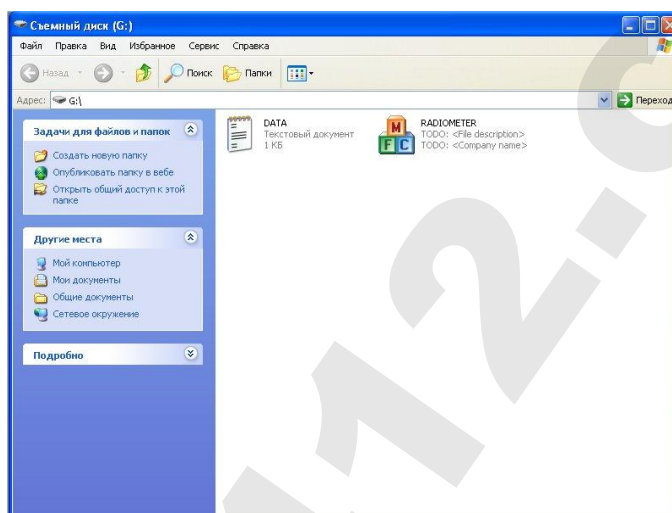 Съемный диск (G:)
Файл Правка Вид Избранное Сервис Справка
Назад Поиск Папки
Адрес: G:\ Переход
Задачи для файлов и папок
Создать новую папку
Опубликовать папку в вебе
Открыть общий доступ к этой
папке
Другие места
Мой компьютер
Мои документы
Общие документы
Сетевое окружение
Подробно
DATA
Текстовый документ
1 КБ
M
F C
RADIOMETER
TODO: <File description>
TODO: <Company name>